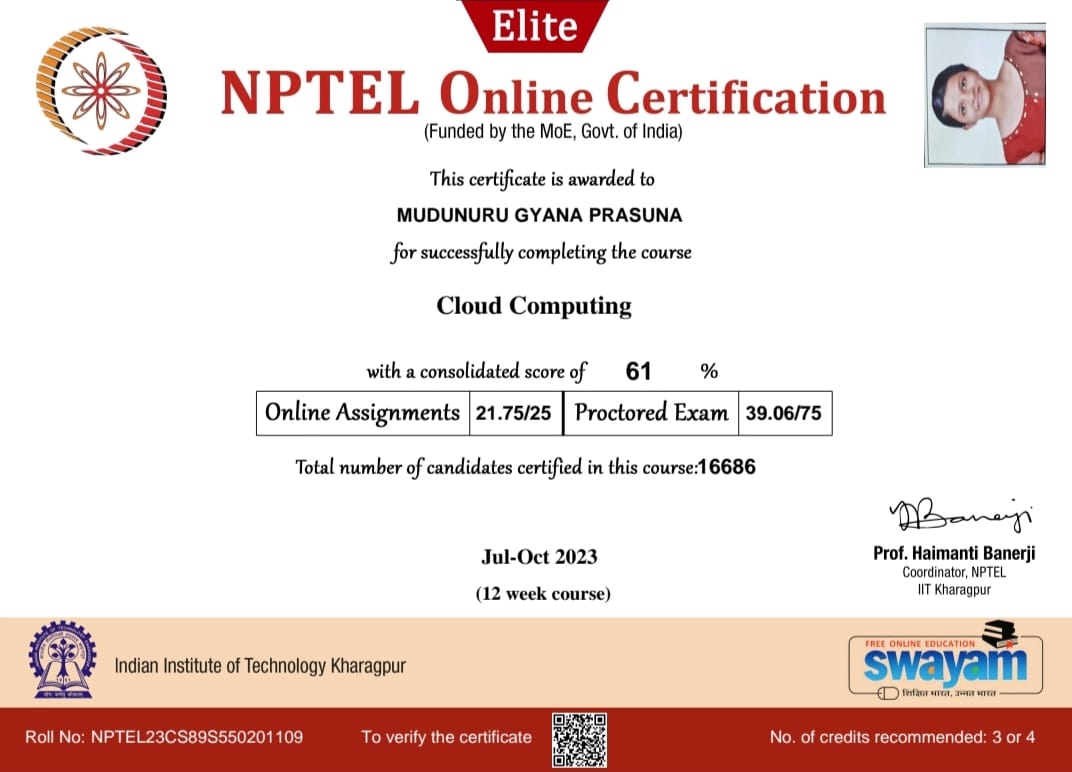 Elite
NPTEL Online Certification
(Funded by the MoE, Govt. of India)
This certificate is awarded to
MUDUNURU GYANA PRASUNA
for successfully completing the course
Cloud Computing
with a consolidated score of 61 %
Online Assignments 21.75/25 Proctored Exam 39.06/75
Total number of candidates certified in this course:16686
Jul-Oct 2023
(12 week course)
Prof. Haimanti Banerji
Coordinator, NPTEL
IIT Kharagpur
Indian Institute of Technology Kharagpur
FREE ONLINE EDUCATION
swayam
शिक्षित भारत, उन्नत भारत
Roll No: NPTEL23CS89S550201109
To verify the certificate
No. of credits recommended: 3 or 4